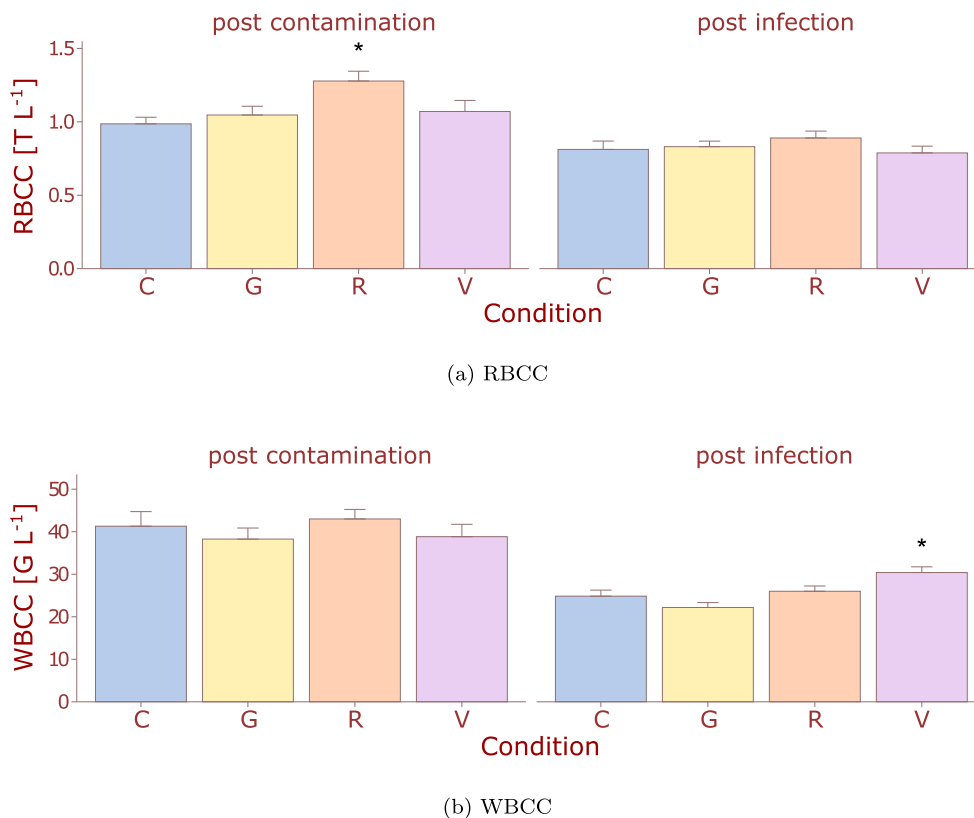 post contamination post infection
*
1.5
1.0
0.5
0.0
RBCC [T L⁻¹]
C G R V C G R V
Condition
(a) RBCC
post contamination post infection
50
40
30
20
10
0
*
WBCC [G L⁻¹]
C G R V C G R V
Condition
(b) WBCC